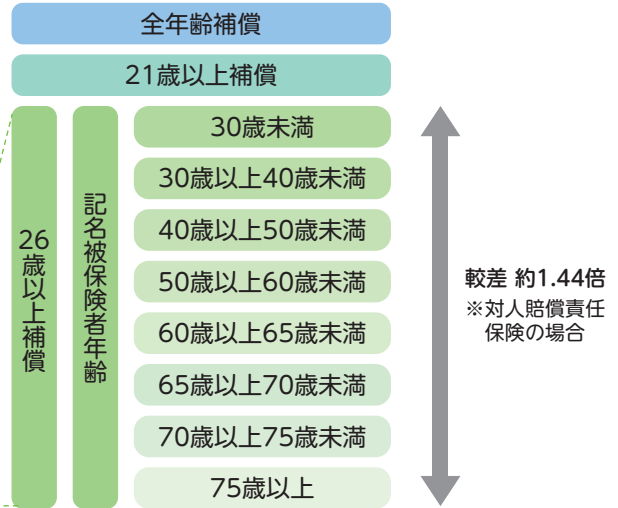 全年齢補償
21歳以上補償
26歳以上補償
記名被保険者年齢
30歳未満
30歳以上40歳未満
40歳以上50歳未満
50歳以上60歳未満
60歳以上65歳未満
65歳以上70歳未満
70歳以上75歳未満
75歳以上
較差 約1.44倍
※対人賠償責任
保険の場合